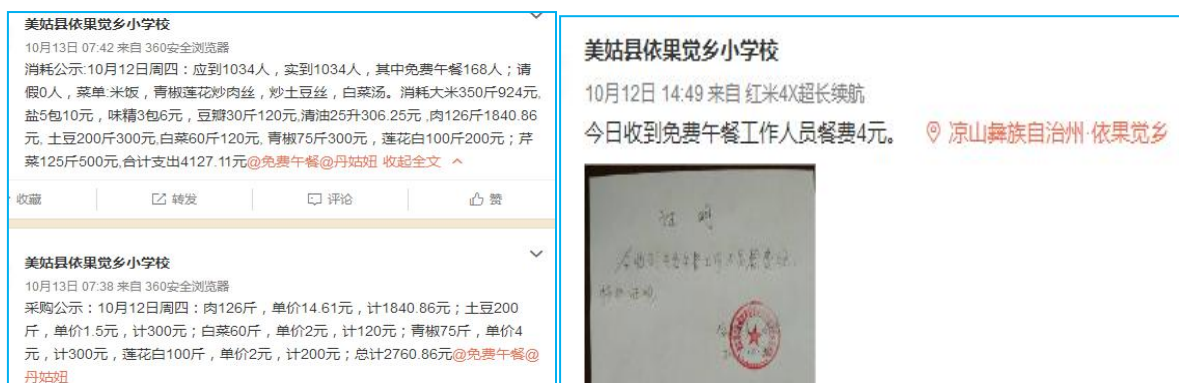 美姑县依果觉乡小学校
10月13日 07:42 来自 360安全浏览器
消耗公示:10月12日周四：应到1034人，实到1034人，其中免费午餐168人；请
假0人，菜单:米饭，青椒莲花炒肉丝，炒土豆丝，白菜汤。消耗大米350斤924元,
盐5包10元，味精3包6元，豆瓣30斤120元,清油25升306.25元 ,肉126斤1840.86
元, 土豆200斤300元,白菜60斤120元, 青椒75斤300元，莲花白100斤200元；芹
菜125斤500元,合计支出4127.11元@免费午餐@丹姑妞 收起全文
收藏
转发
评论
赞
美姑县依果觉乡小学校
10月13日 07:38 来自 360安全浏览器
采购公示：10月12日周四：肉126斤，单价14.61元，计1840.86元；土豆200
斤，单价1.5元，计300元；白菜60斤，单价2元，计120元；青椒75斤，单价4
元，计300元，莲花白100斤，单价2元，计200元；总计2760.86元@免费午餐@
丹姑妞
美姑县依果觉乡小学校
10月12日 14:49 来自 红米4X超长续航
今日收到免费午餐工作人员餐费4元。 凉山彝族自治州·依果觉乡
证明